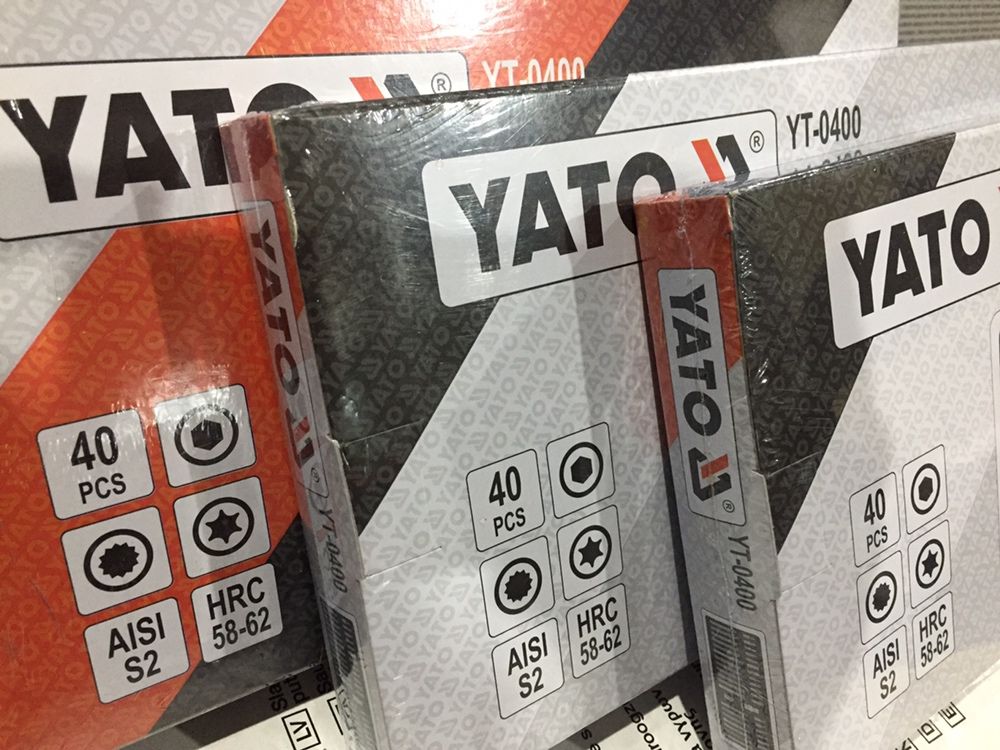 YATO ®
YT-0400
40
PCS
AISI
S2
HRC
58-62
YATO ®
YT-0400
YATO ®
YT-0400
40
PCS
AISI
S2
HRC
58-62
YATO ®
YT-0400
YATO
40
PCS
AISI
S2
HRC
58-62
LV